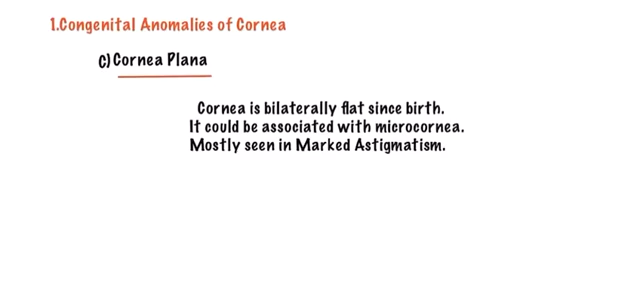 1.Congenital Anomalies of Cornea
C) Cornea Plana
Cornea is bilaterally flat since birth.
It could be associated with microcornea.
Mostly seen in Marked Astigmatism.